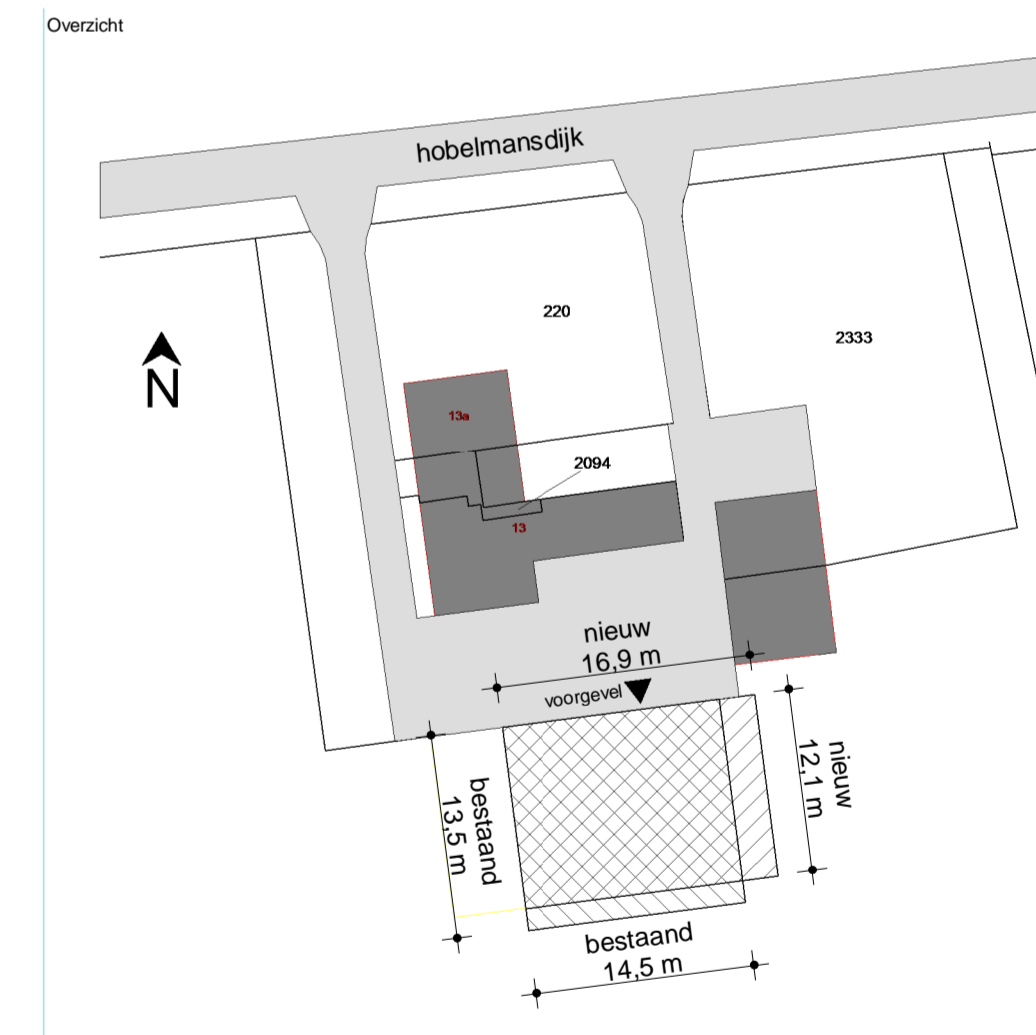 Overzicht
hobelmansdijk
220
2333
N
13a
2094
13
nieuw
16,9 m
voorgevel
nieuw
12,1 m
bestaand
13,5 m
bestaand
14,5 m